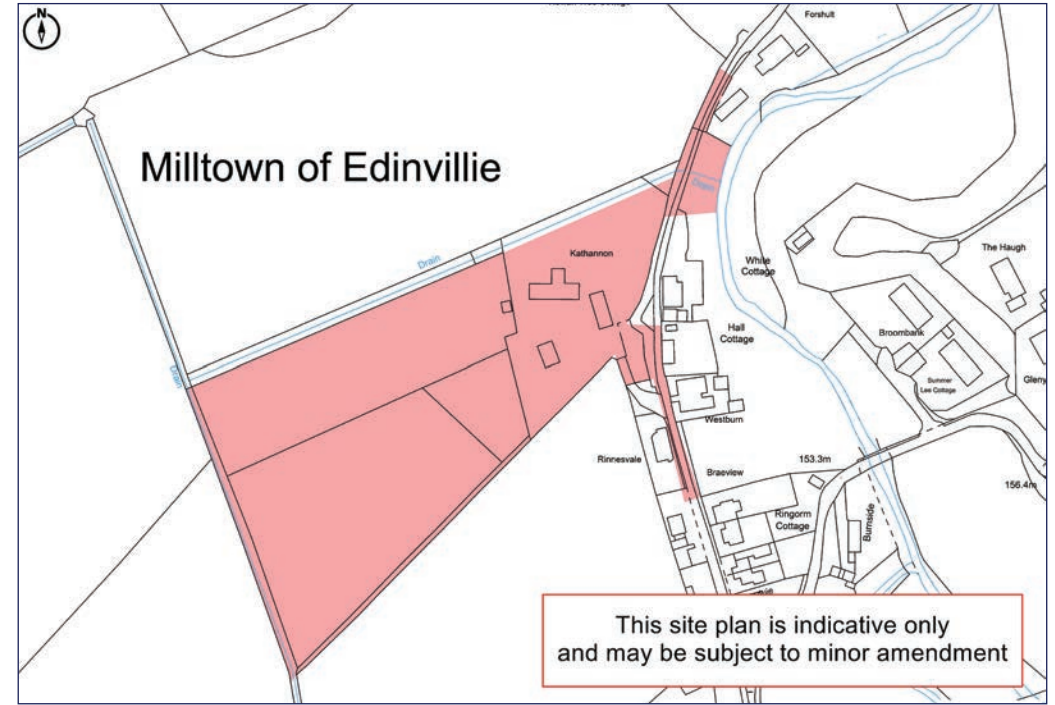 N
Forshult
Milltown of Edinvillie
Drain
Drain
Kathannon
Drain
White
Cottage
The Haugh
Hall
Cottage
Broombank
Summer
Lee Cottage
Westburn
Rinnesvale
Braeview
153.3m
156.4m
Ringorm
Cottage
Burnside
This site plan is indicative only
and may be subject to minor amendment